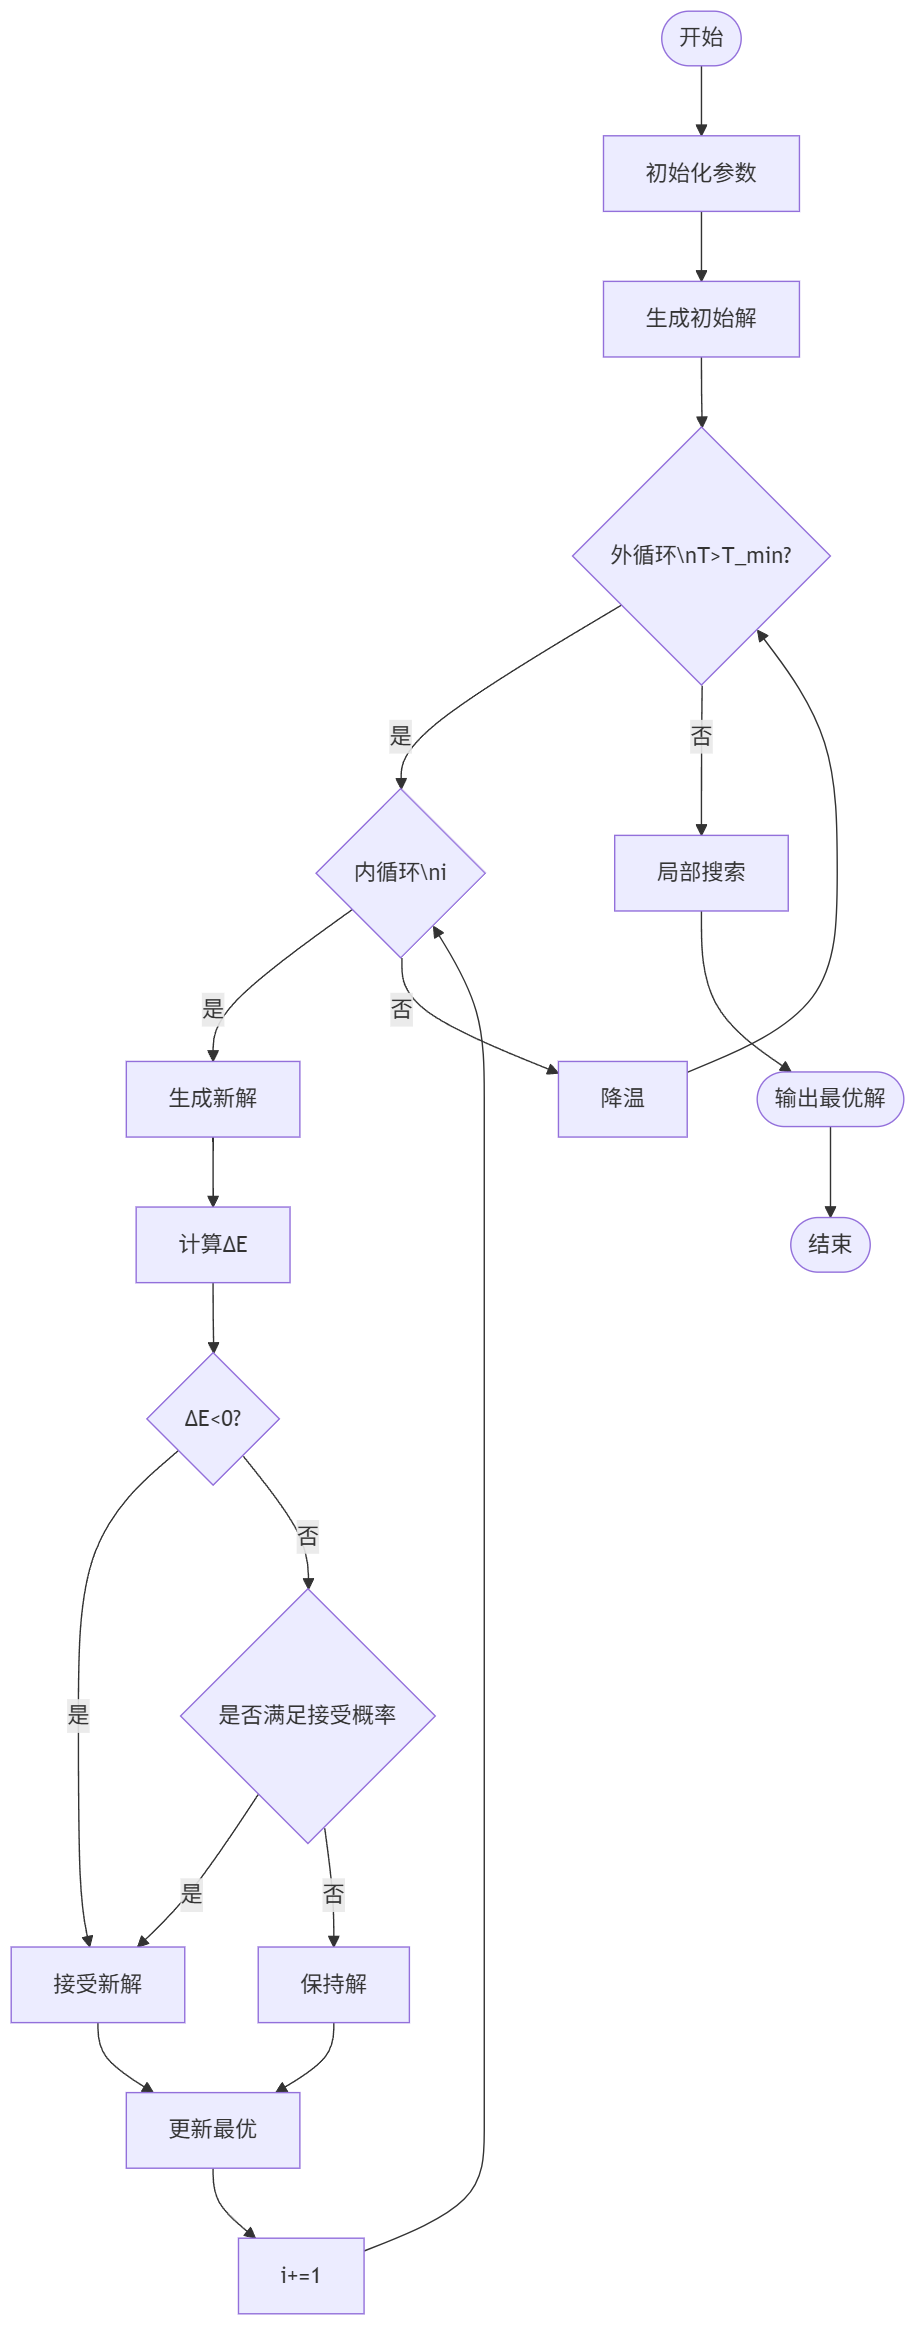 开始
初始化参数
生成初始解
外循环\nT>T_min?
是
否
内循环\ni
局部搜索
是
否
生成新解
降温
输出最优解
计算ΔE
结束
ΔE<0?
否
是
是否满足接受概率
是
否
接受新解
保持解
更新最优
i+=1